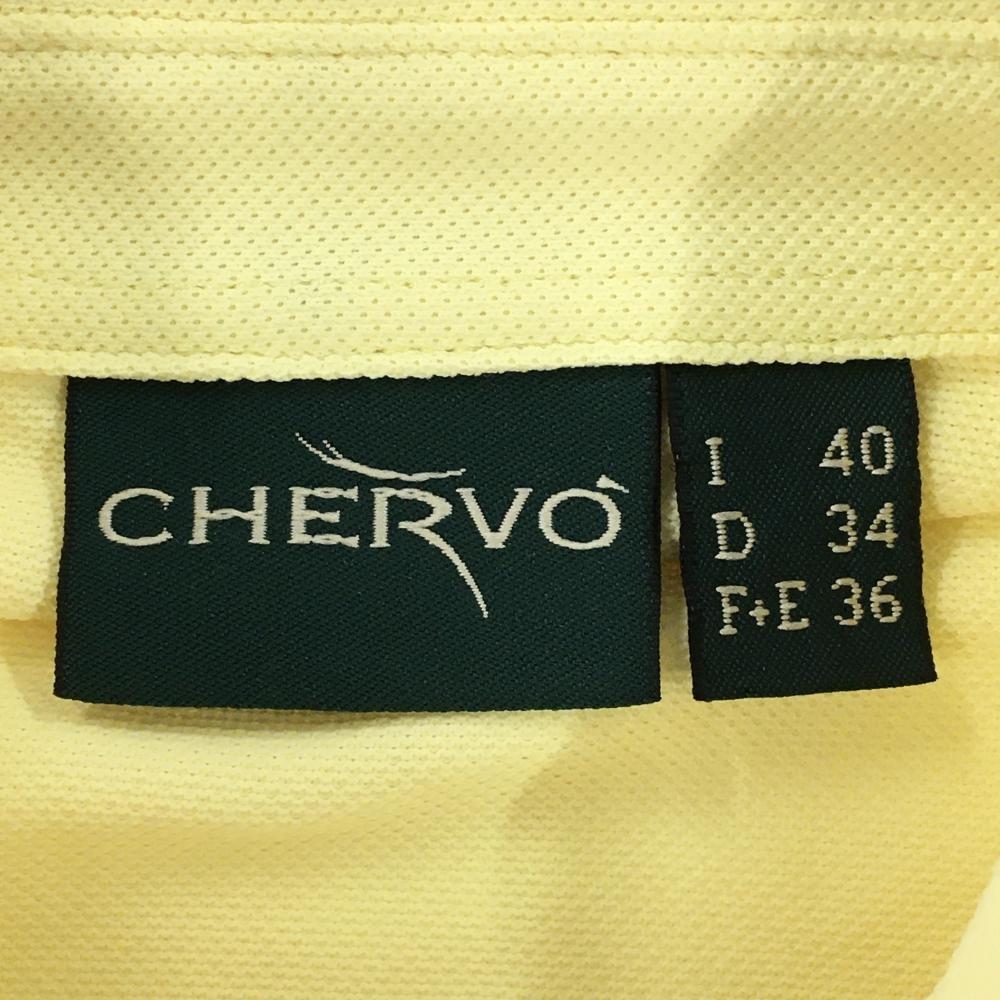 CHERVÒ
I 40
D 34
F+E 36